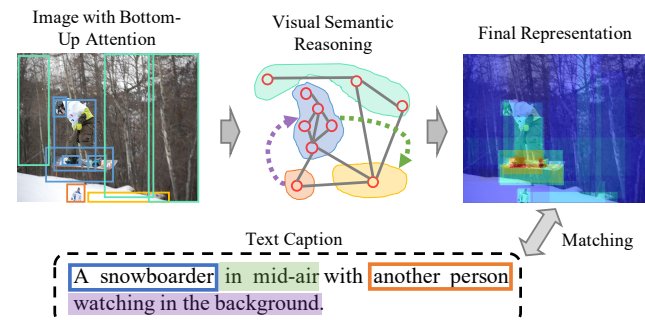 Image with Bottom-
Up Attention
Visual Semantic
Reasoning
Final Representation
Matching
Text Caption
A snowboarder in mid-air with another person
watching in the background.